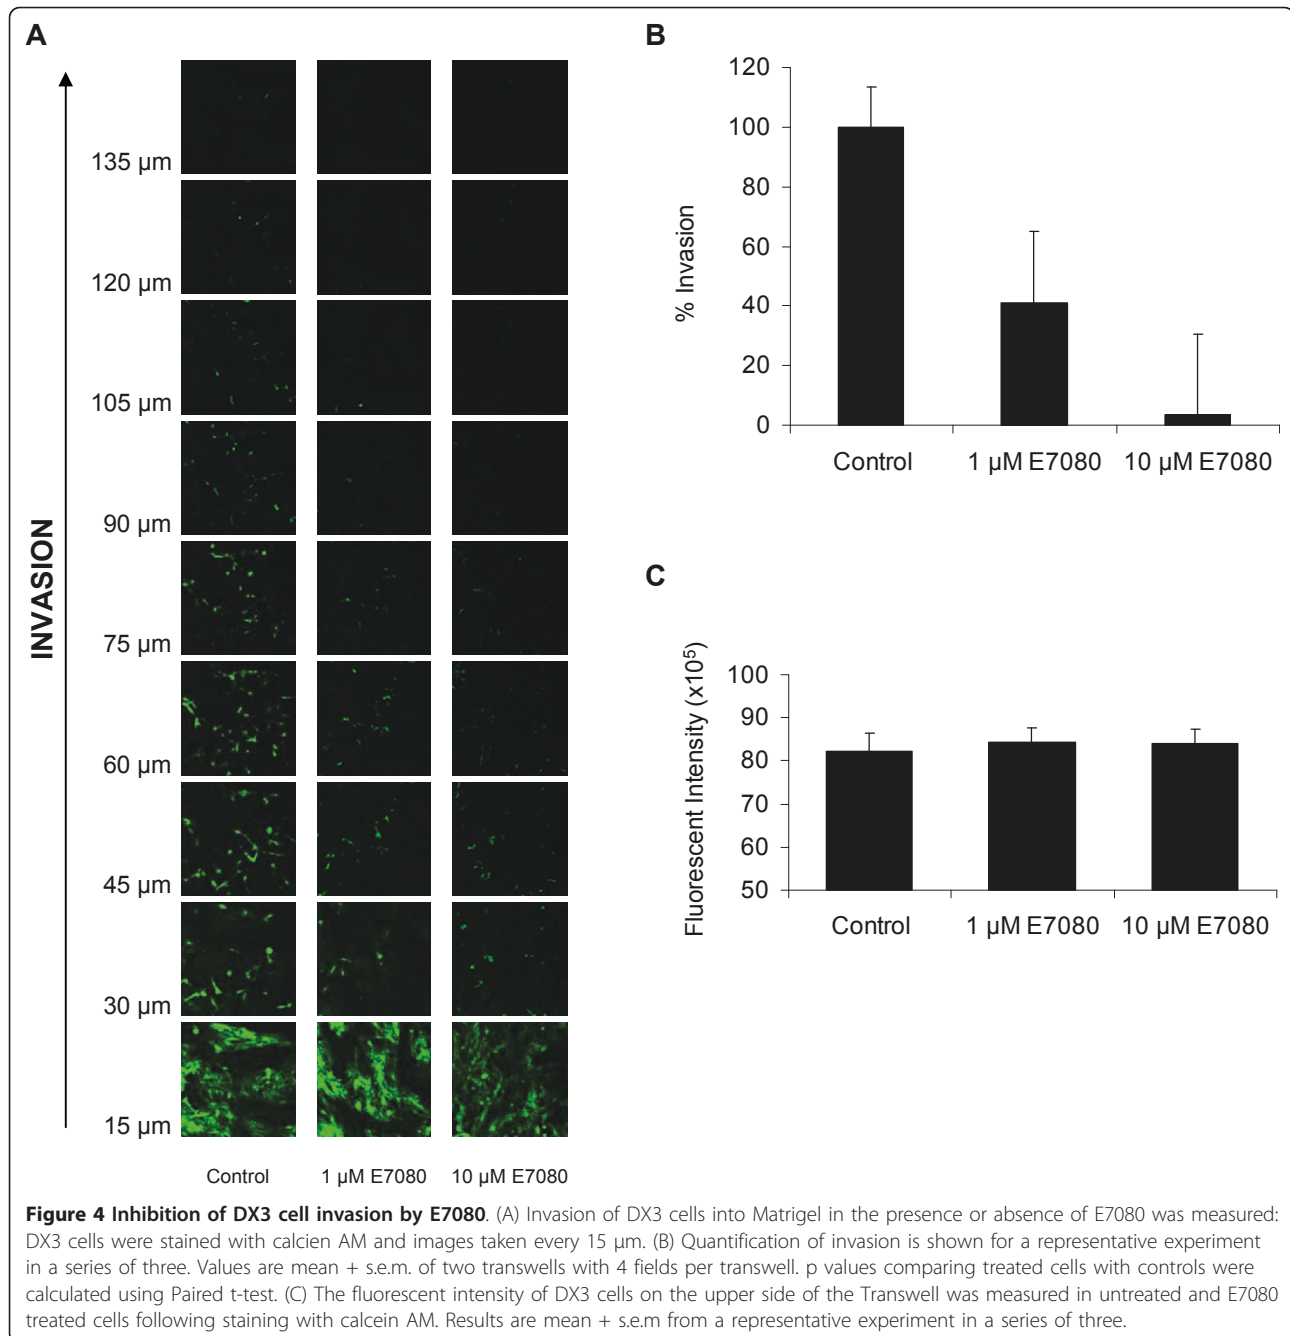 A
INVASION
135 µm
120 µm
105 µm
90 µm
75 µm
60 µm
45 µm
30 µm
15 µm
Control
1 µM E7080
10 µM E7080
B
% Invasion
120
100
80
60
40
20
0
Control
1 µM E7080
10 µM E7080
C
Fluorescent Intensity (x10⁵)
100
90
80
70
60
50
Control
1 µM E7080
10 µM E7080
Figure 4 Inhibition of DX3 cell invasion by E7080. (A) Invasion of DX3 cells into Matrigel in the presence or absence of E7080 was measured:
DX3 cells were stained with calcien AM and images taken every 15 µm. (B) Quantification of invasion is shown for a representative experiment
in a series of three. Values are mean + s.e.m. of two transwells with 4 fields per transwell. p values comparing treated cells with controls were
calculated using Paired t-test. (C) The fluorescent intensity of DX3 cells on the upper side of the Transwell was measured in untreated and E7080
treated cells following staining with calcein AM. Results are mean + s.e.m from a representative experiment in a series of three.